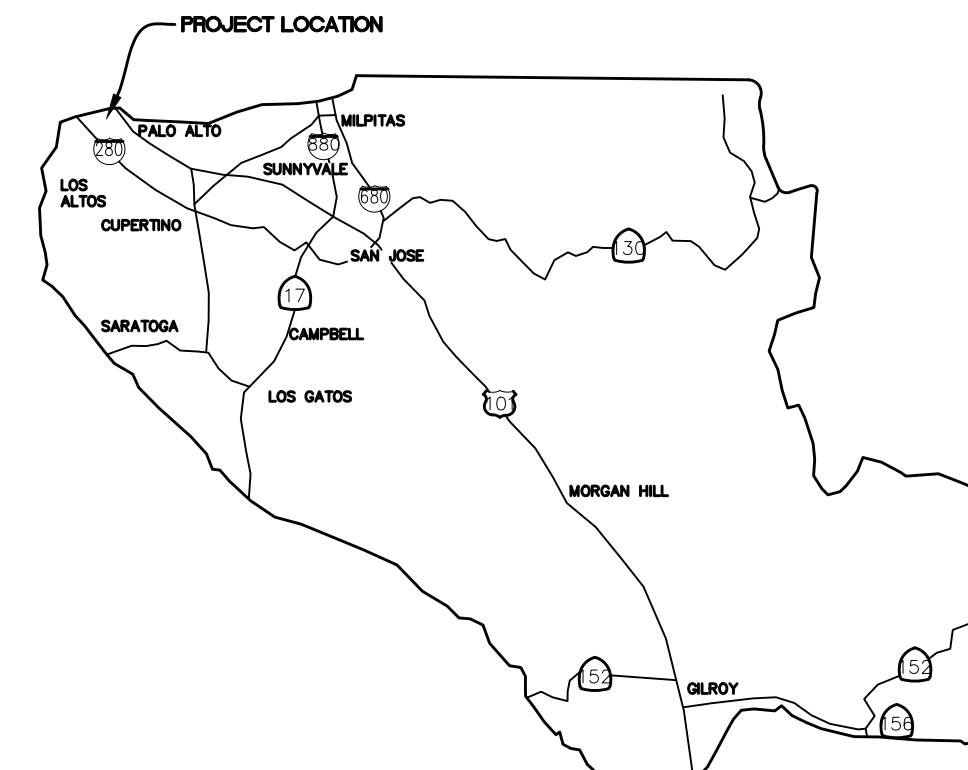 PROJECT LOCATION
MILPITAS
PALO ALTO
880
280
SUNNYVALE
LOS
ALTOS
680
CUPERTINO
130
SAN JOSE
17
SARATOGA
CAMPBELL
LOS GATOS
101
MORGAN HILL
152
152
GILROY
156